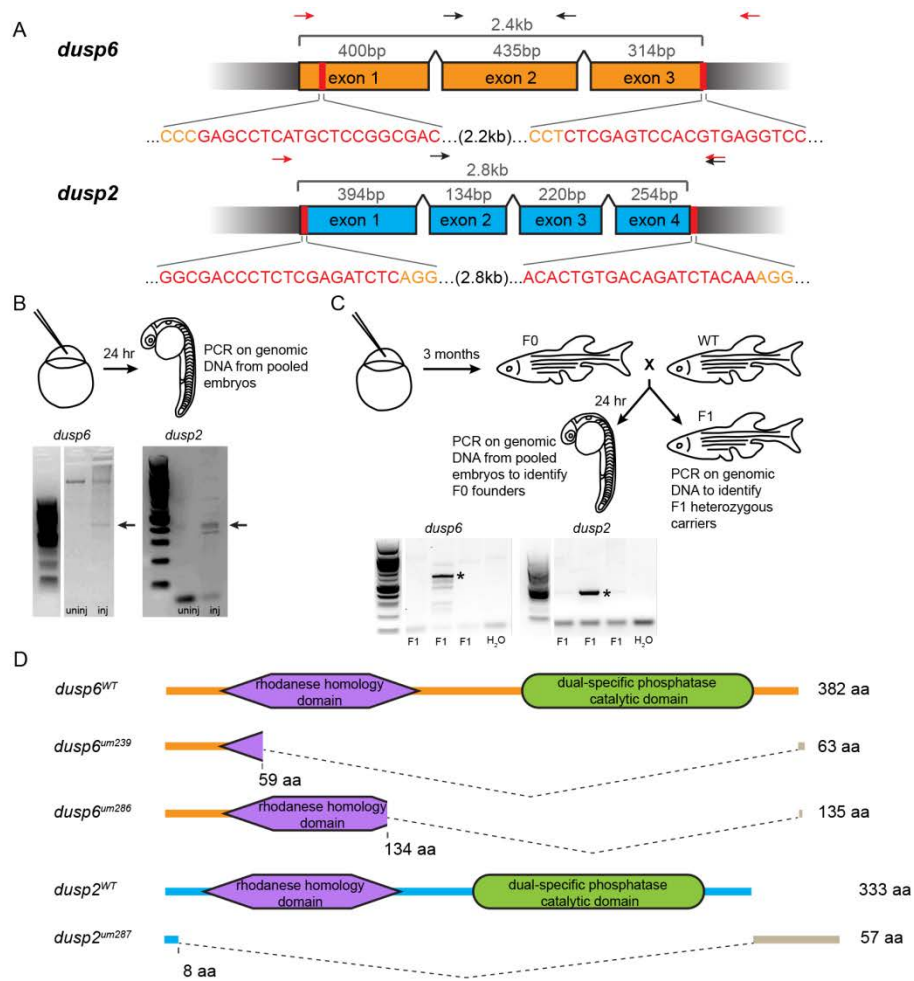 A
dusp6
2.4kb
400bp 435bp 314bp
exon 1 exon 2 exon 3
...CCCGAGCCTCATGCTCCGGCGAC...(2.2kb)...CCTCTCGAGTCCACGTGAGGTCC...
dusp2
2.8kb
394bp 134bp 220bp 254bp
exon 1 exon 2 exon 3 exon 4
...GGCGACCCTCTCGAGATCTCAGG...(2.8kb)...ACACTGTGACAGATCTACAAAGG...
B
24 hr
PCR on genomic
DNA from pooled
embryos
dusp6 dusp2
uninj inj uninj inj
C
F0 WT
3 months
X
24 hr
F1
PCR on genomic
DNA from pooled
embryos to identify
F0 founders
PCR on genomic
DNA to identify
F1 heterozygous
carriers
dusp6 dusp2
* *
F1 F1 F1 H2O F1 F1 F1 H2O
D
dusp6WT rhodanese homology domain dual-specific phosphatase catalytic domain 382 aa
dusp6um239 63 aa
59 aa
dusp6um286 rhodanese homology domain 135 aa
134 aa
dusp2WT rhodanese homology domain dual-specific phosphatase catalytic domain 333 aa
dusp2um287 57 aa
8 aa